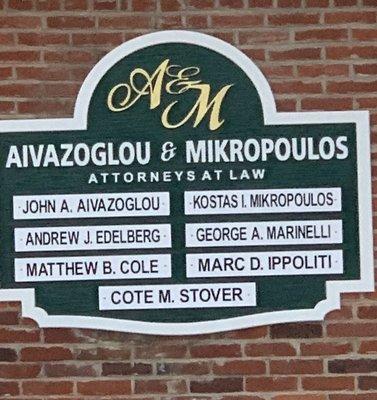 A&M
AIVAZOGLOU & MIKROPOULOS
ATTORNEYS AT LAW
JOHN A. AIVAZOGLOU
KOSTAS I. MIKROPOULOS
ANDREW J. EDELBERG
GEORGE A. MARINELLI
MATTHEW B. COLE
MARC D. IPPOLITI
COTE M. STOVER